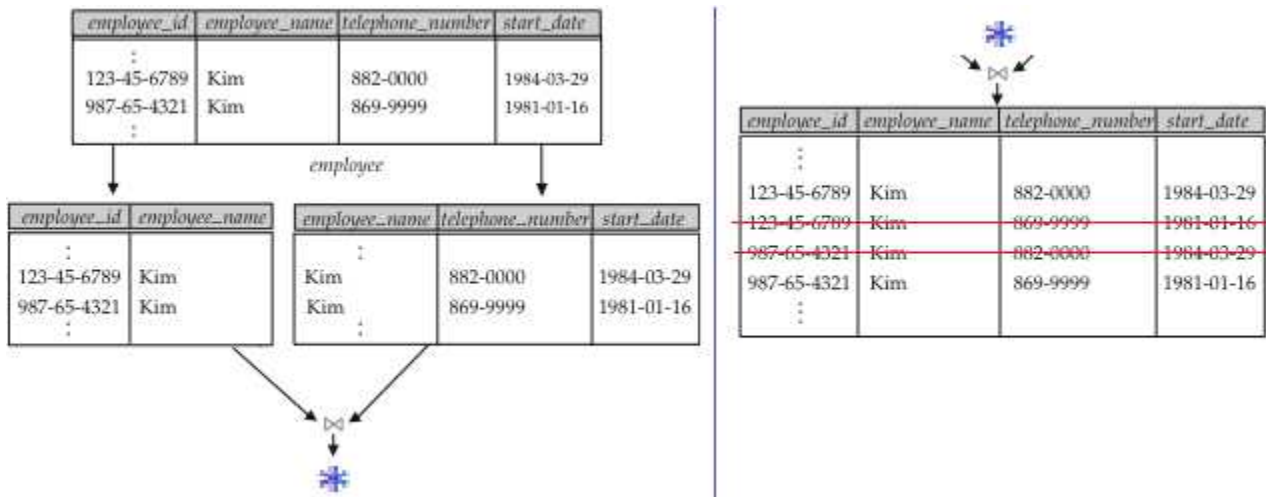 employee_id employee_name telephone_number start_date
:
123-45-6789 Kim 882-0000 1984-03-29
987-65-4321 Kim 869-9999 1981-01-16
:
employee
employee_id employee_name
:
123-45-6789 Kim
987-65-4321 Kim
:
employee_name telephone_number start_date
:
Kim 882-0000 1984-03-29
Kim 869-9999 1981-01-16
:
⋈
⋈
employee_id employee_name telephone_number start_date
:
123-45-6789 Kim 882-0000 1984-03-29
123-45-6789 Kim 869-9999 1981-01-16
987-65-4321 Kim 882-0000 1984-03-29
987-65-4321 Kim 869-9999 1981-01-16
: